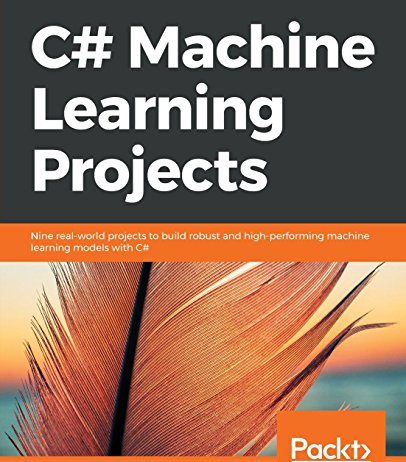 C# Machine
Learning
Projects
Nine real-world projects to build robust and high-performing machine
learning models with C#
Packt>